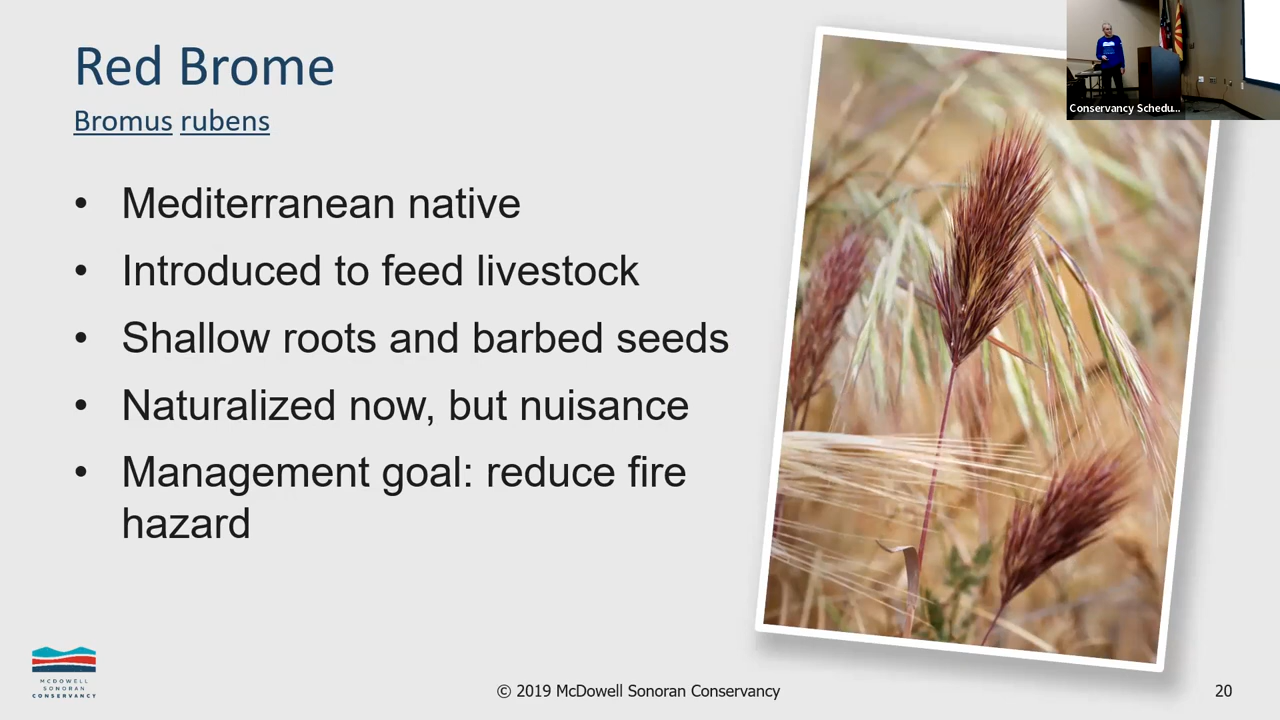 Red Brome
Bromus rubens
• Mediterranean native
• Introduced to feed livestock
• Shallow roots and barbed seeds
• Naturalized now, but nuisance
• Management goal: reduce fire
hazard
Conservancy Schedu...
MCDOWELL
SONORAN
CONSERVANCY
© 2019 McDowell Sonoran Conservancy
20